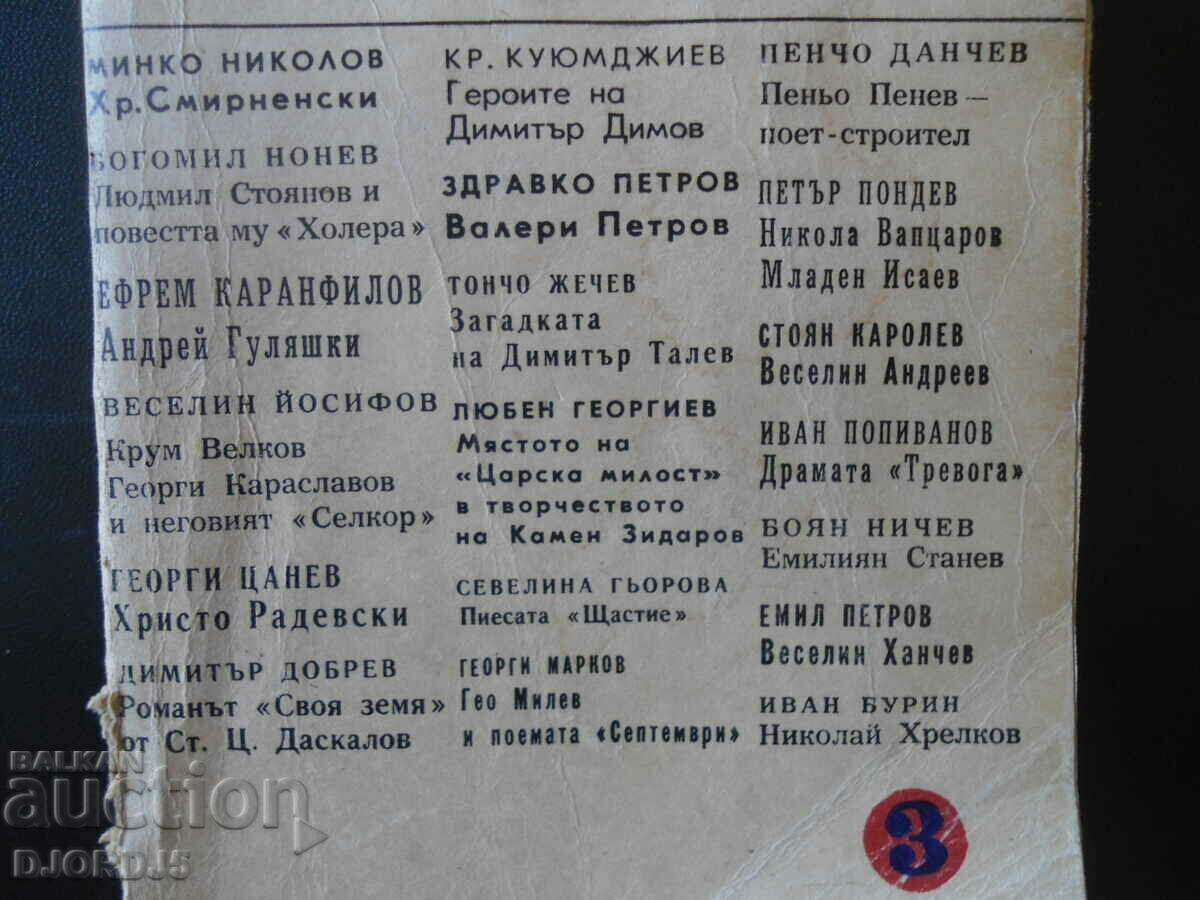 МИНКО НИКОЛОВ
Хр. Смирненски
БОГОМИЛ НОНЕВ
Людмил Стоянов и
повестта му «Холера»
ЕФРЕМ КАРАНФИЛОВ
Андрей Гуляшки
ВЕСЕЛИН ЙОСИФОВ
Крум Велков
Георги Караславов
и неговият «Селкор»
ГЕОРГИ ЦАНЕВ
Христо Радевски
ДИМИТЪР ДОБРЕВ
Романът «Своя земя»
от Ст. Ц. Даскалов
КР. КУЮМДЖИЕВ
Героите на
Димитър Димов
ЗДРАВКО ПЕТРОВ
Валери Петров
ТОНЧО ЖЕЧЕВ
Загадката
на Димитър Талев
ЛЮБЕН ГЕОРГИЕВ
Мястото на
«Царска милост»
в творчеството
на Камен Зидаров
СЕВЕЛИНА ГЬОРОВА
Пиесата «Щастие»
ГЕОРГИ МАРКОВ
Гео Милев
и поемата «Септември»
ПЕНЧО ДАНЧЕВ
Пеньо Пенев —
поет-строител
ПЕТЪР ПОНДЕВ
Никола Вапцаров
Младен Исаев
СТОЯН КАРОЛЕВ
Веселин Андреев
ИВАН ПОПИВАНОВ
Драмата «Тревога»
БОЯН НИЧЕВ
Емилиян Станев
ЕМИЛ ПЕТРОВ
Веселин Ханчев
ИВАН БУРИН
Николай Хрелков
3
BALKAN
auction
DJORDJ5